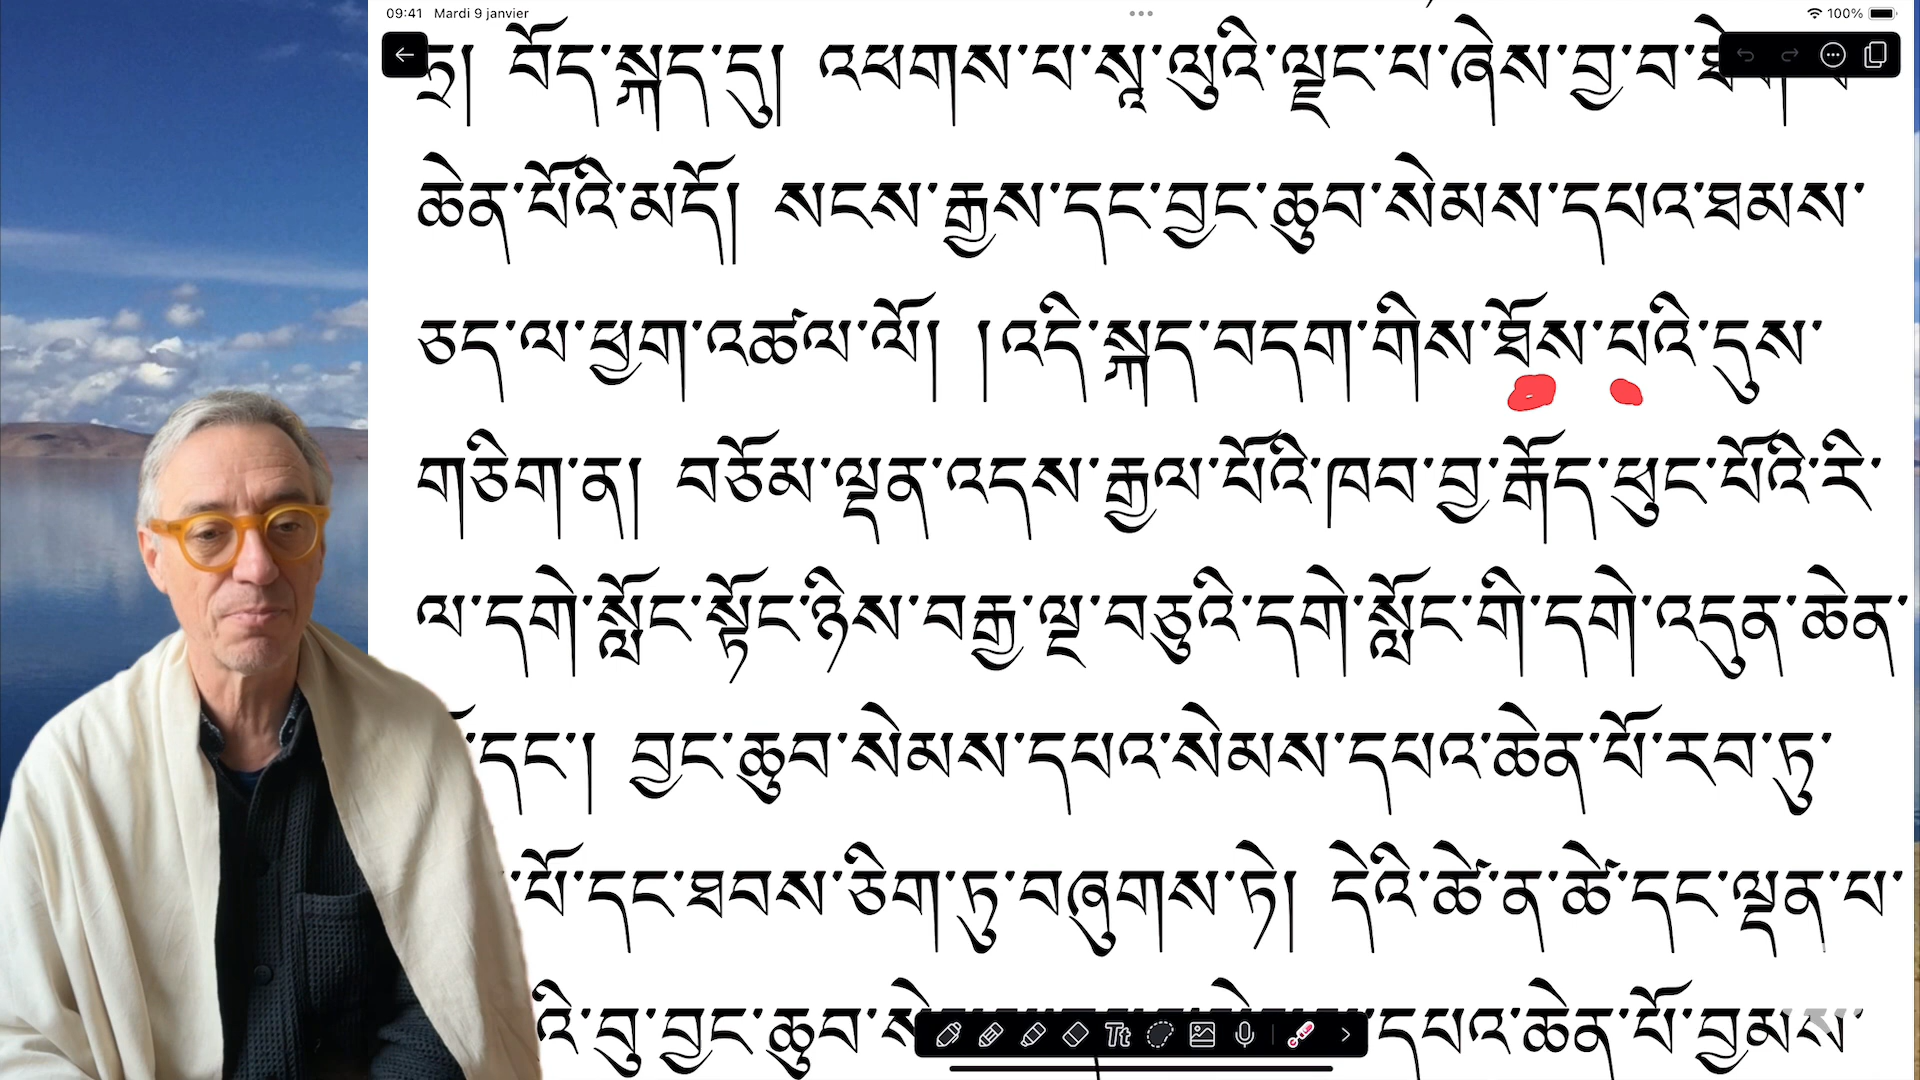 09:41 Mardi 9 janvier
100%
བོད་སྐད་དུ། འཕགས་པ་སཱ་ལུའི་ལྗང་པ་ཞེས་བྱ་བ་
ཆེན་པོའི་མདོ། སངས་རྒྱས་དང་བྱང་ཆུབ་སེམས་དཔའ་ཐམས་
ཅད་ལ་ཕྱག་འཚལ་ལོ། །འདི་སྐད་བདག་གིས་ཐོས་པའི་དུས་
གཅིག་ན། བཅོམ་ལྡན་འདས་རྒྱལ་པོའི་ཁབ་བྱ་རྒོད་ཕུང་པོའི་རི་
ལ་དགེ་སློང་སྟོང་ཉིས་བརྒྱ་ལྔ་བཅུའི་དགེ་སློང་གི་དགེ་འདུན་ཆེན་
དང་། བྱང་ཆུབ་སེམས་དཔའ་སེམས་དཔའ་ཆེན་པོ་རབ་ཏུ་
པོ་དང་ཐབས་ཅིག་ཏུ་བཞུགས་ཏེ། དེའི་ཚེ་ན་ཚེ་དང་ལྡན་པ་
འི་བུ་བྱང་ཆུབ་ དཔའ་ཆེན་པོ་བྱམས་
Tt